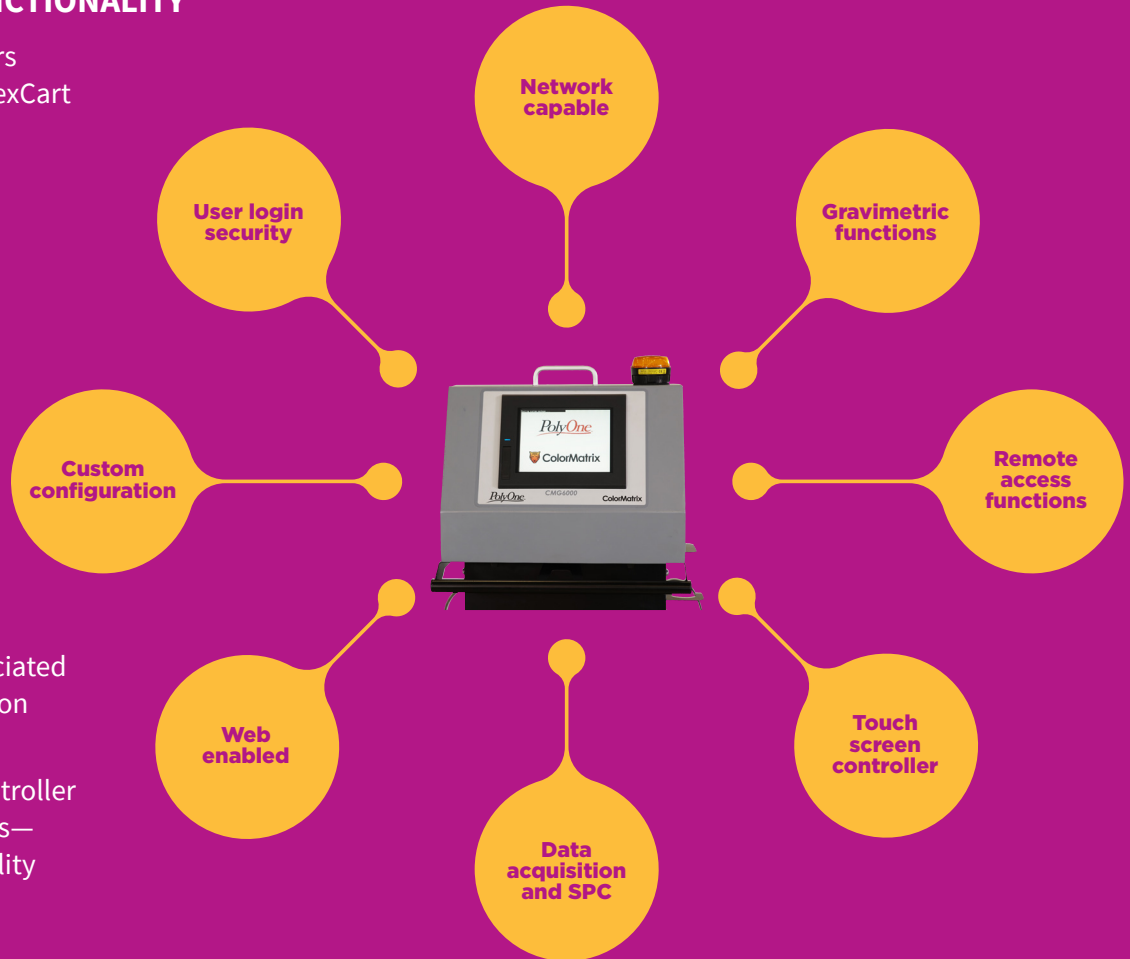 rs
exCart
ciated
on
troller
s—
lity
Network
capable
Gravimetric
functions
Remote
access
functions
Touch
screen
controller
Data
acquisition
and SPC
Web
enabled
Custom
configuration
User login
security
PolyOne
ColorMatrix
PolyOne
CMG6000
ColorMatrix